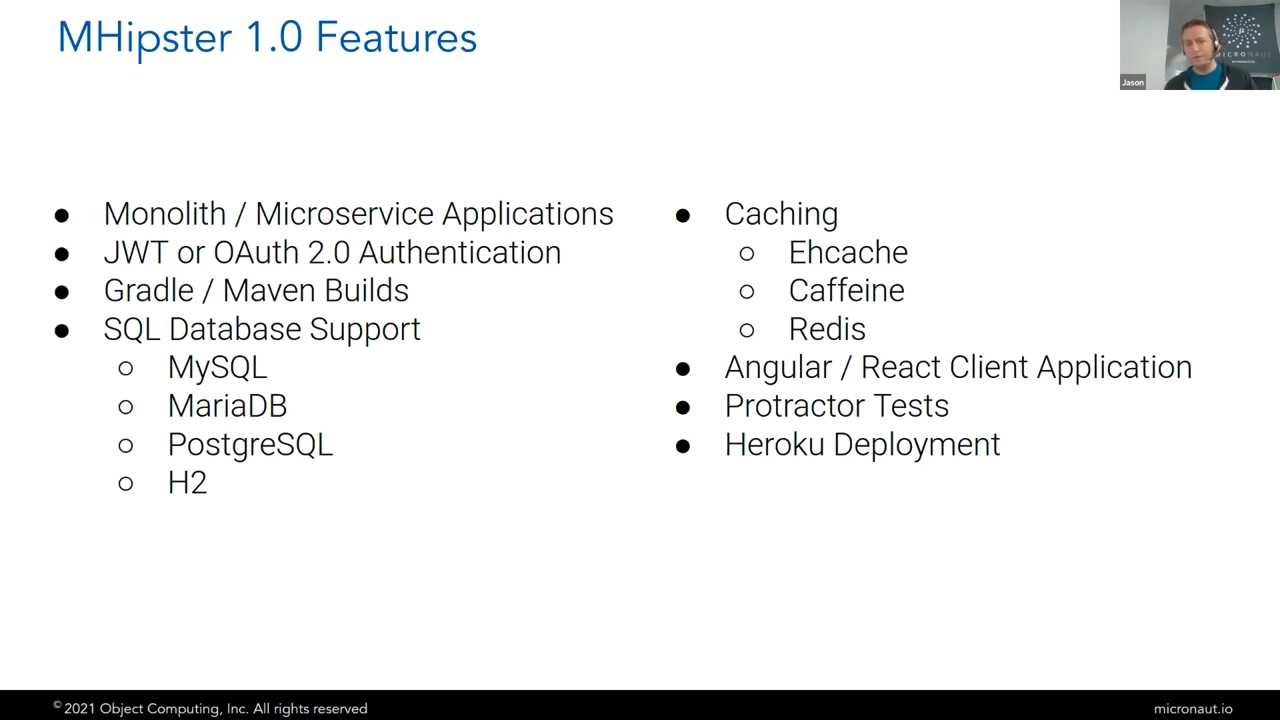 MHipster 1.0 Features
MICRONAUT
Jason
● Monolith / Microservice Applications
● JWT or OAuth 2.0 Authentication
● Gradle / Maven Builds
● SQL Database Support
○ MySQL
○ MariaDB
○ PostgreSQL
○ H2
● Caching
○ Ehcache
○ Caffeine
○ Redis
● Angular / React Client Application
● Protractor Tests
● Heroku Deployment
© 2021 Object Computing, Inc. All rights reserved
micronaut.io